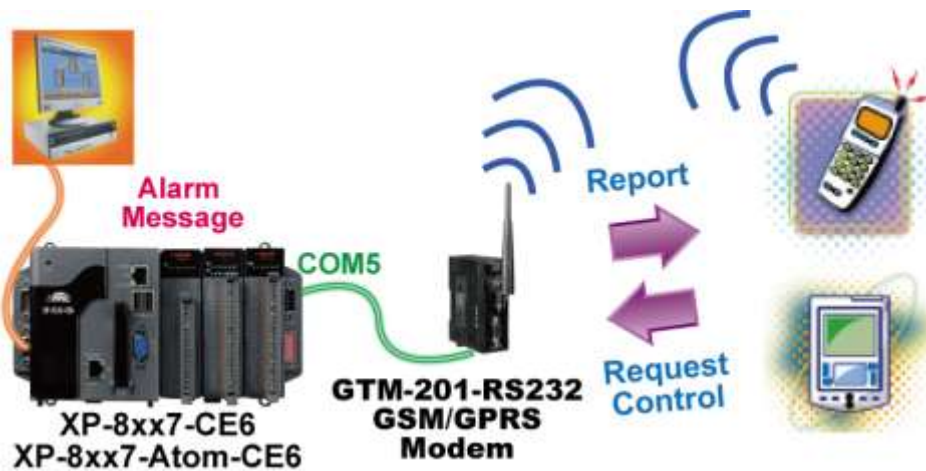 Alarm
Message
COM5
Report
Request
Control
XP-8xx7-CE6
XP-8xx7-Atom-CE6
GTM-201-RS232
GSM/GPRS
Modem